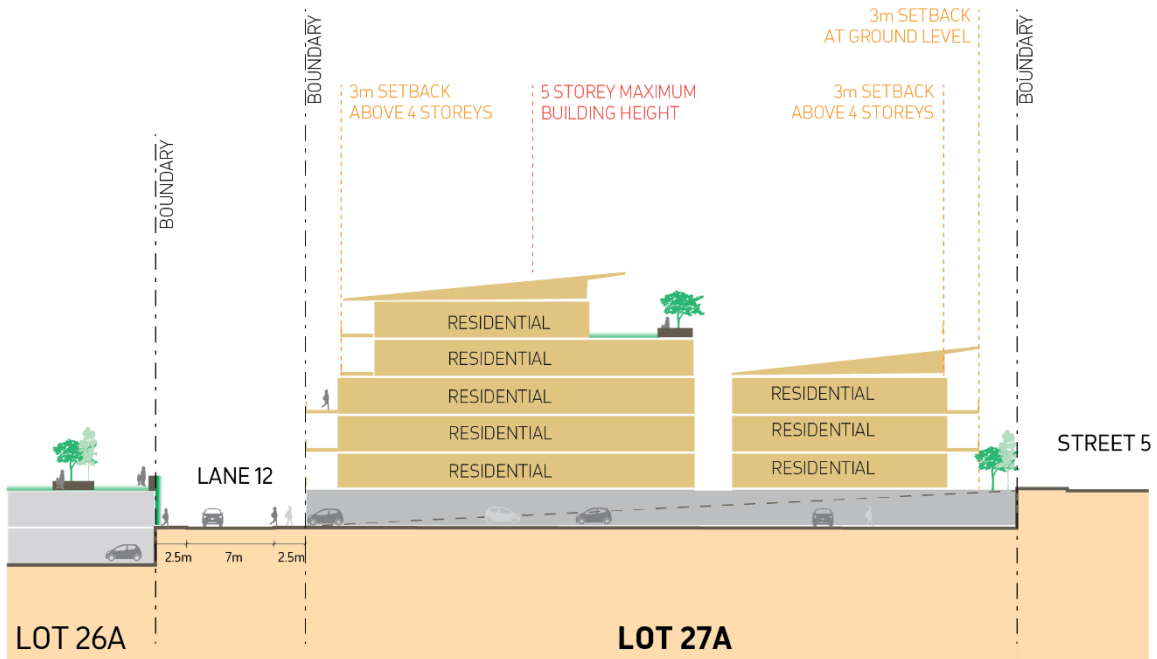 3m SETBACK
AT GROUND LEVEL
BOUNDARY
BOUNDARY
3m SETBACK
ABOVE 4 STOREYS
5 STOREY MAXIMUM
BUILDING HEIGHT
3m SETBACK
ABOVE 4 STOREYS
BOUNDARY
RESIDENTIAL
RESIDENTIAL
RESIDENTIAL
RESIDENTIAL
RESIDENTIAL
RESIDENTIAL
RESIDENTIAL
RESIDENTIAL
STREET 5
LANE 12
2.5m
7m
2.5m
LOT 26A
LOT 27A